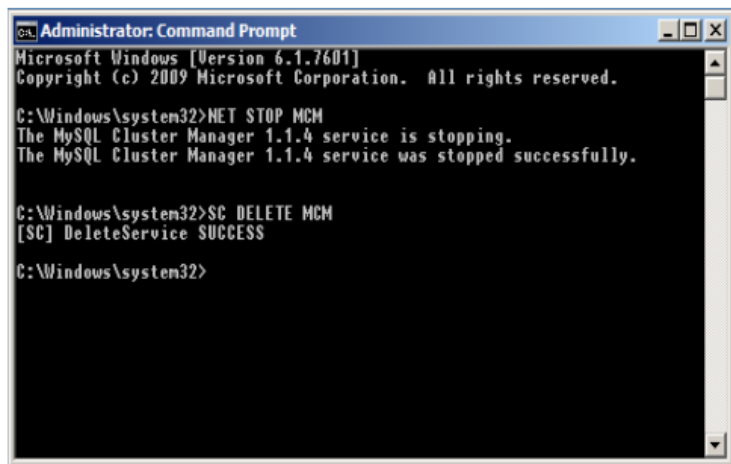 Administrator: Command Prompt
Microsoft Windows [Version 6.1.7601]
Copyright (c) 2009 Microsoft Corporation.  All rights reserved.
C:\Windows\system32>NET STOP MCM
The MySQL Cluster Manager 1.1.4 service is stopping.
The MySQL Cluster Manager 1.1.4 service was stopped successfully.
C:\Windows\system32>SC DELETE MCM
[SC] DeleteService SUCCESS
C:\Windows\system32>